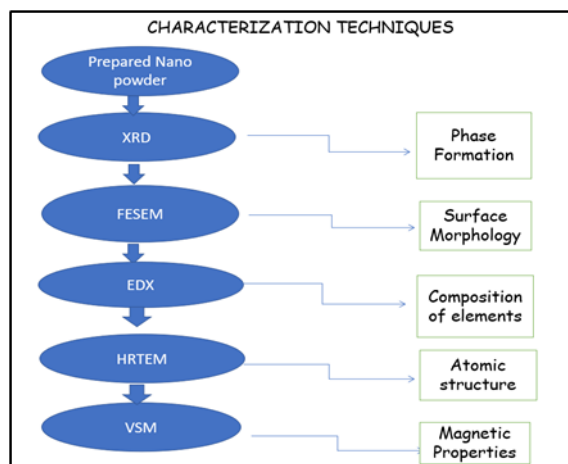 CHARACTERIZATION TECHNIQUES
Prepared Nano
powder
XRD
Phase
Formation
FESEM
Surface
Morphology
EDX
Composition
of elements
HRTEM
Atomic
structure
VSM
Magnetic
Properties